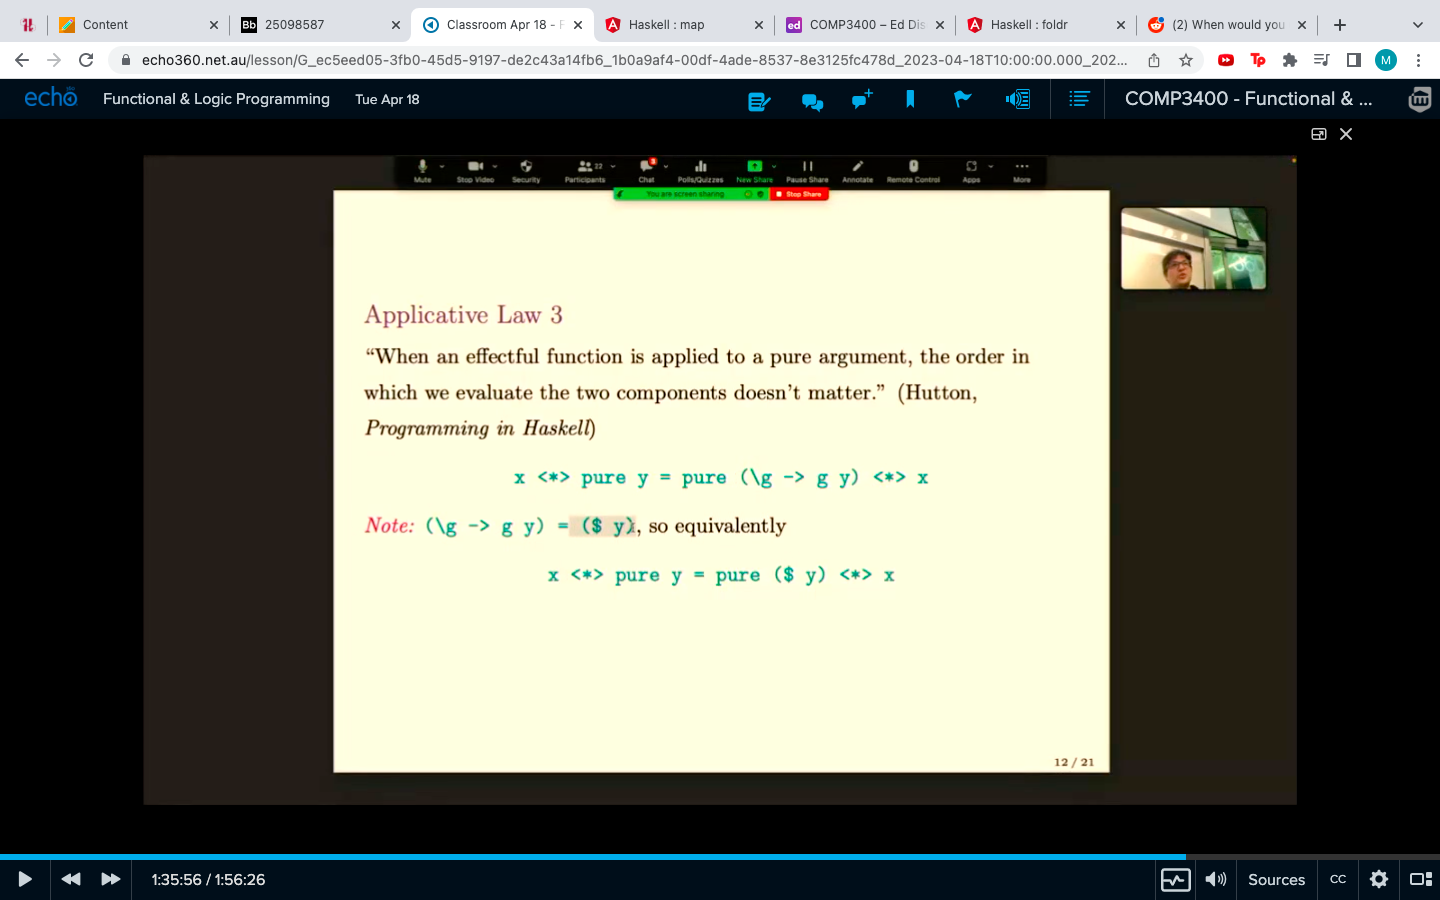 Content
Bb 25098587
Classroom Apr 18 - F
Haskell : map
ed COMP3400 – Ed Dis
Haskell : foldr
(2) When would you
echo360.net.au/lesson/G_ec5eed05-3fb0-45d5-9197-de2c43a14fb6_1b0a9af4-00df-4ade-8537-8e3125fc478d_2023-04-18T10:00:00.000_202...
Tp
M
echo Functional & Logic Programming Tue Apr 18
COMP3400 - Functional & ...
Mute Stop Video Security Participants 22 Chat 8 Polls/Quizzes New Share Pause Share Annotate Remote Control Apps More
You are screen sharing Stop Share
Applicative Law 3
“When an effectful function is applied to a pure argument, the order in
which we evaluate the two components doesn’t matter.” (Hutton,
Programming in Haskell)
x <*> pure y = pure (\g -> g y) <*> x
Note: (\g -> g y) = ($ y), so equivalently
x <*> pure y = pure ($ y) <*> x
12 / 21
1:35:56 / 1:56:26
Sources
CC